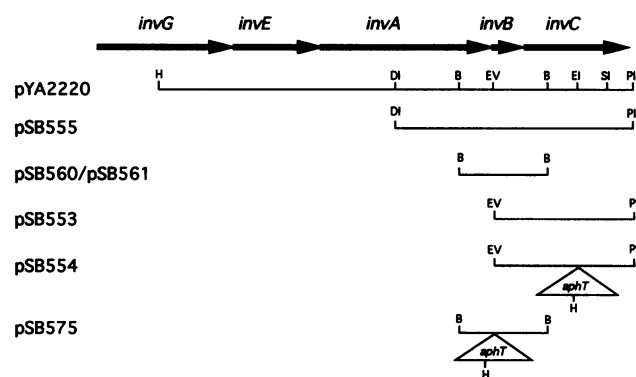 invG invE invA invB invC
H DI B EV B EI SI PI
pYA2220
DI PI
pSB555
B B
pSB560/pSB561
EV P
pSB553
EV P
pSB554
aphT
H
B B
pSB575
aphT
H